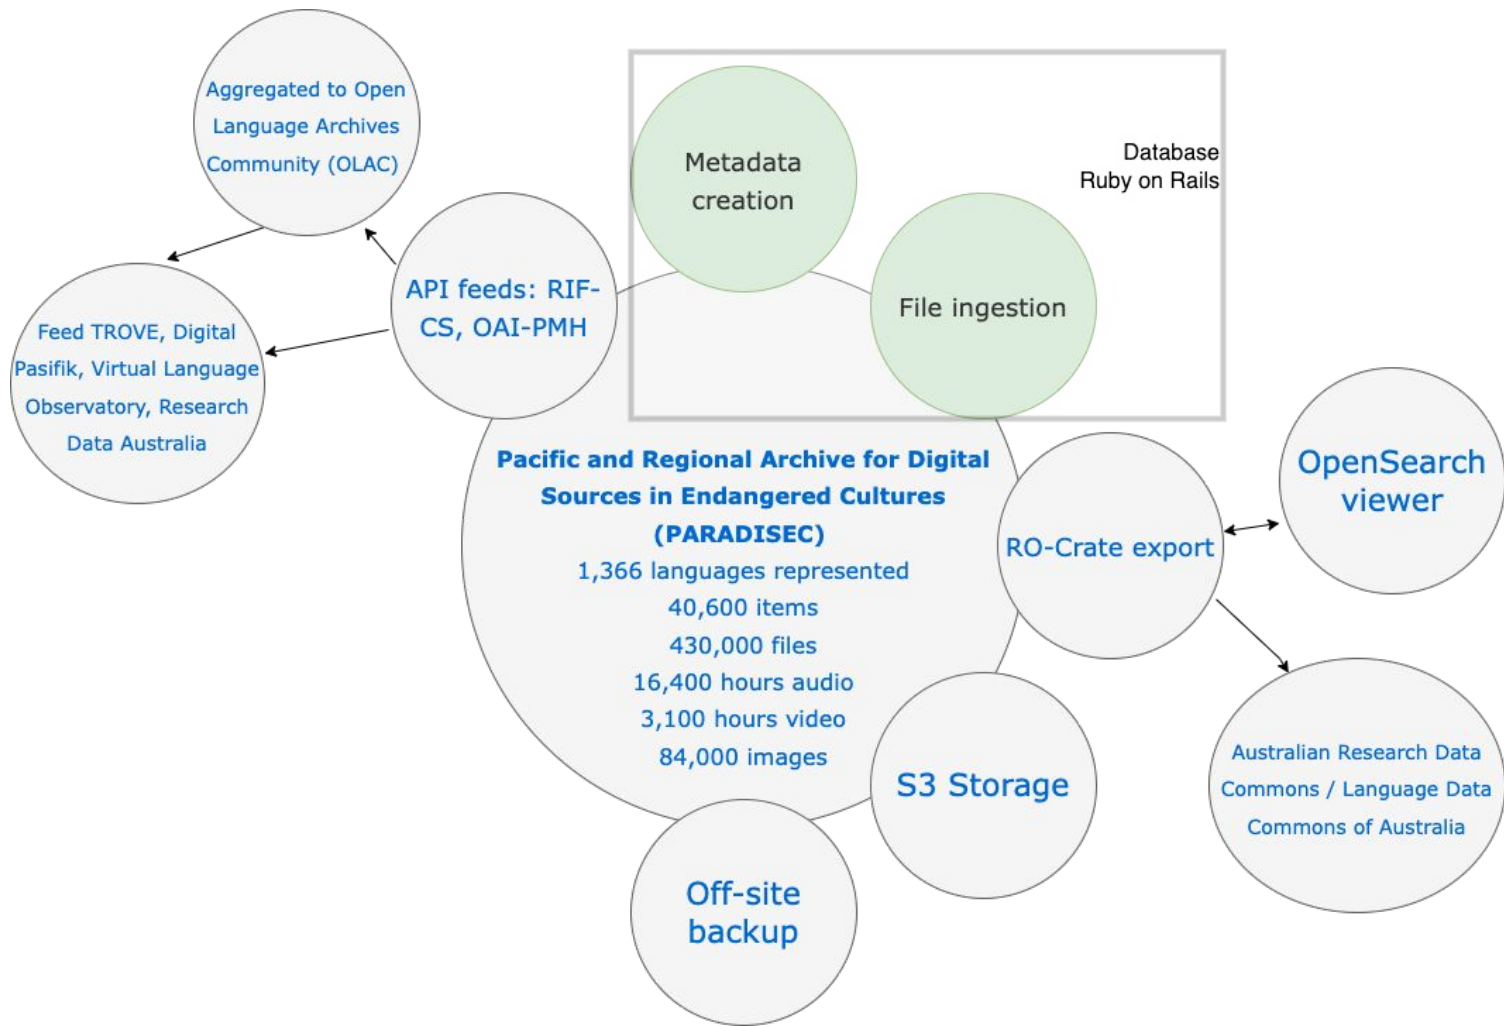 Aggregated to Open
Language Archives
Community (OLAC)
Metadata
creation
Database
Ruby on Rails
API feeds: RIF-
CS, OAI-PMH
File ingestion
Feed TROVE, Digital
Pasifik, Virtual Language
Observatory, Research
Data Australia
Pacific and Regional Archive for Digital
Sources in Endangered Cultures
(PARADISEC)
1,366 languages represented
40,600 items
430,000 files
16,400 hours audio
3,100 hours video
84,000 images
OpenSearch
viewer
RO-Crate export
S3 Storage
Australian Research Data
Commons / Language Data
Commons of Australia
Off-site
backup